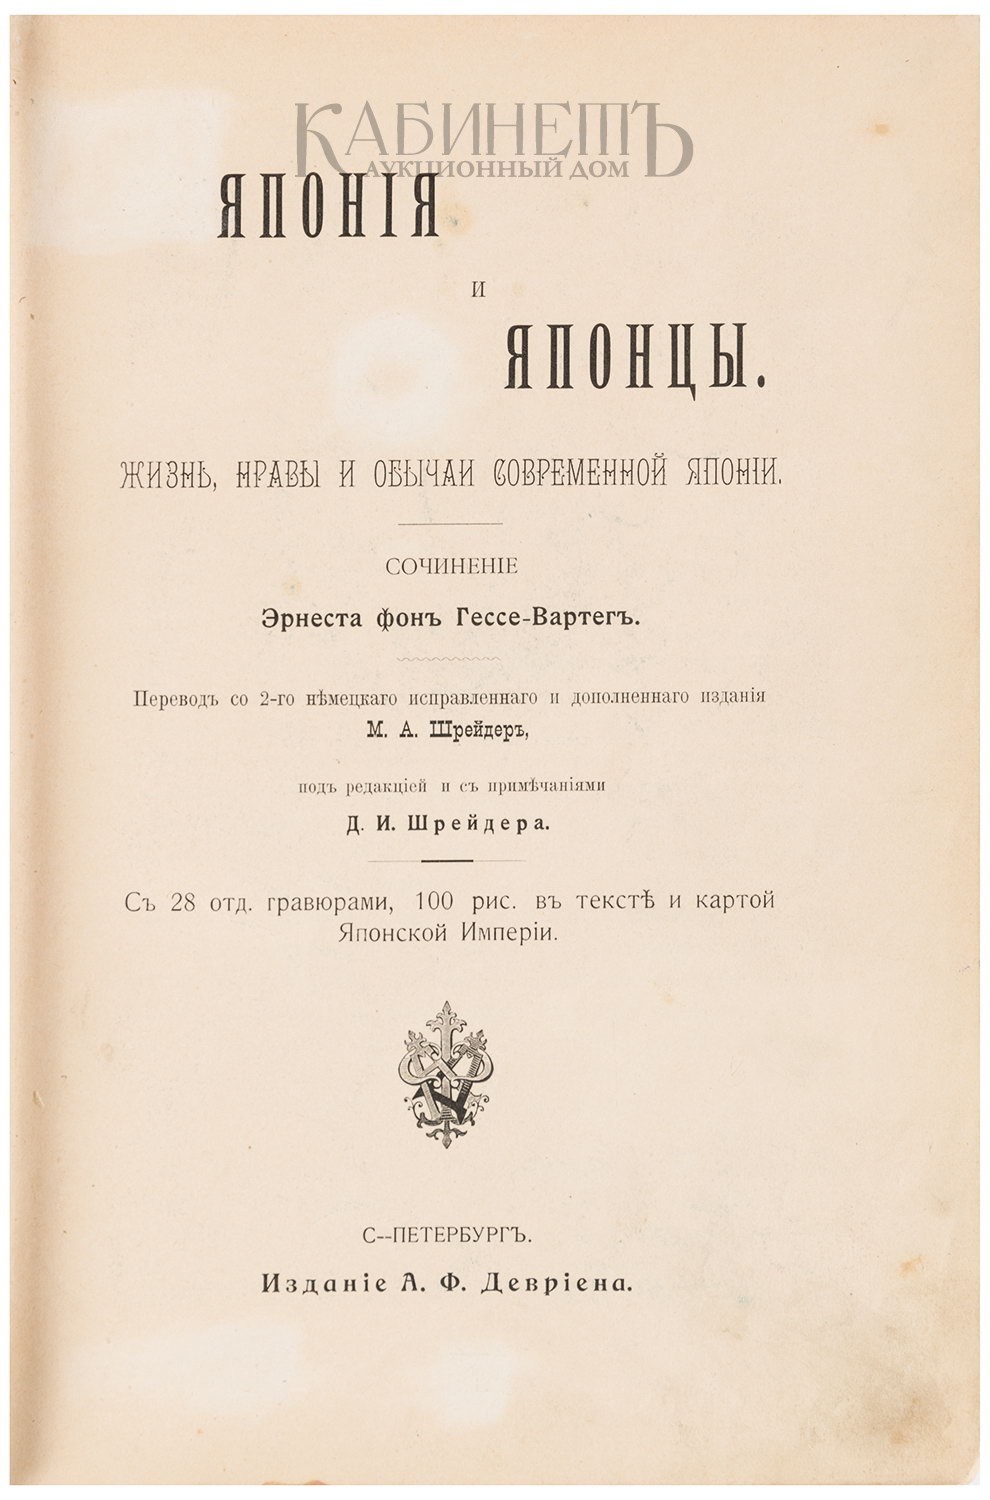 КАБИНЕТЪ
АУКЦИОННЫЙ ДОМ
ЯПОНІЯ
И
ЯПОНЦЫ.
ЖИЗНЬ, НРАВЫ И ОБЫЧАИ СОВРЕМЕННОЙ ЯПОНІИ.
СОЧИНЕНІЕ
Эрнеста фонъ Гессе-Вартегъ.
Переводъ со 2-го нѣмецкаго исправленнаго и дополненнаго изданія
М. А. Шрейдеръ,
подъ редакціей и съ примѣчаніями
Д. И. Шрейдера.
Съ 28 отд. гравюрами, 100 рис. въ текстѣ и картой
Японской Имперіи.
С--ПЕТЕРБУРГЪ.
Изданіе А. Ф. Девріена.